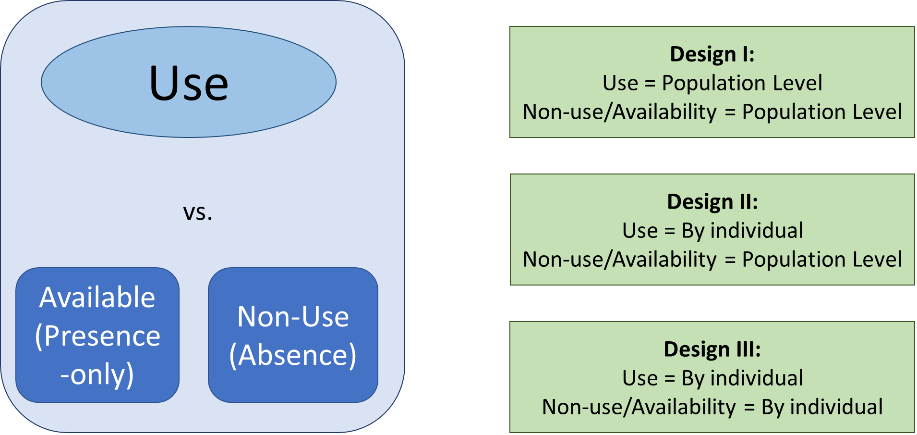 Use
vs.
Available
(Presence
-only)
Non-Use
(Absence)
Design I:
Use = Population Level
Non-use/Availability = Population Level
Design II:
Use = By individual
Non-use/Availability = Population Level
Design III:
Use = By individual
Non-use/Availability = By individual